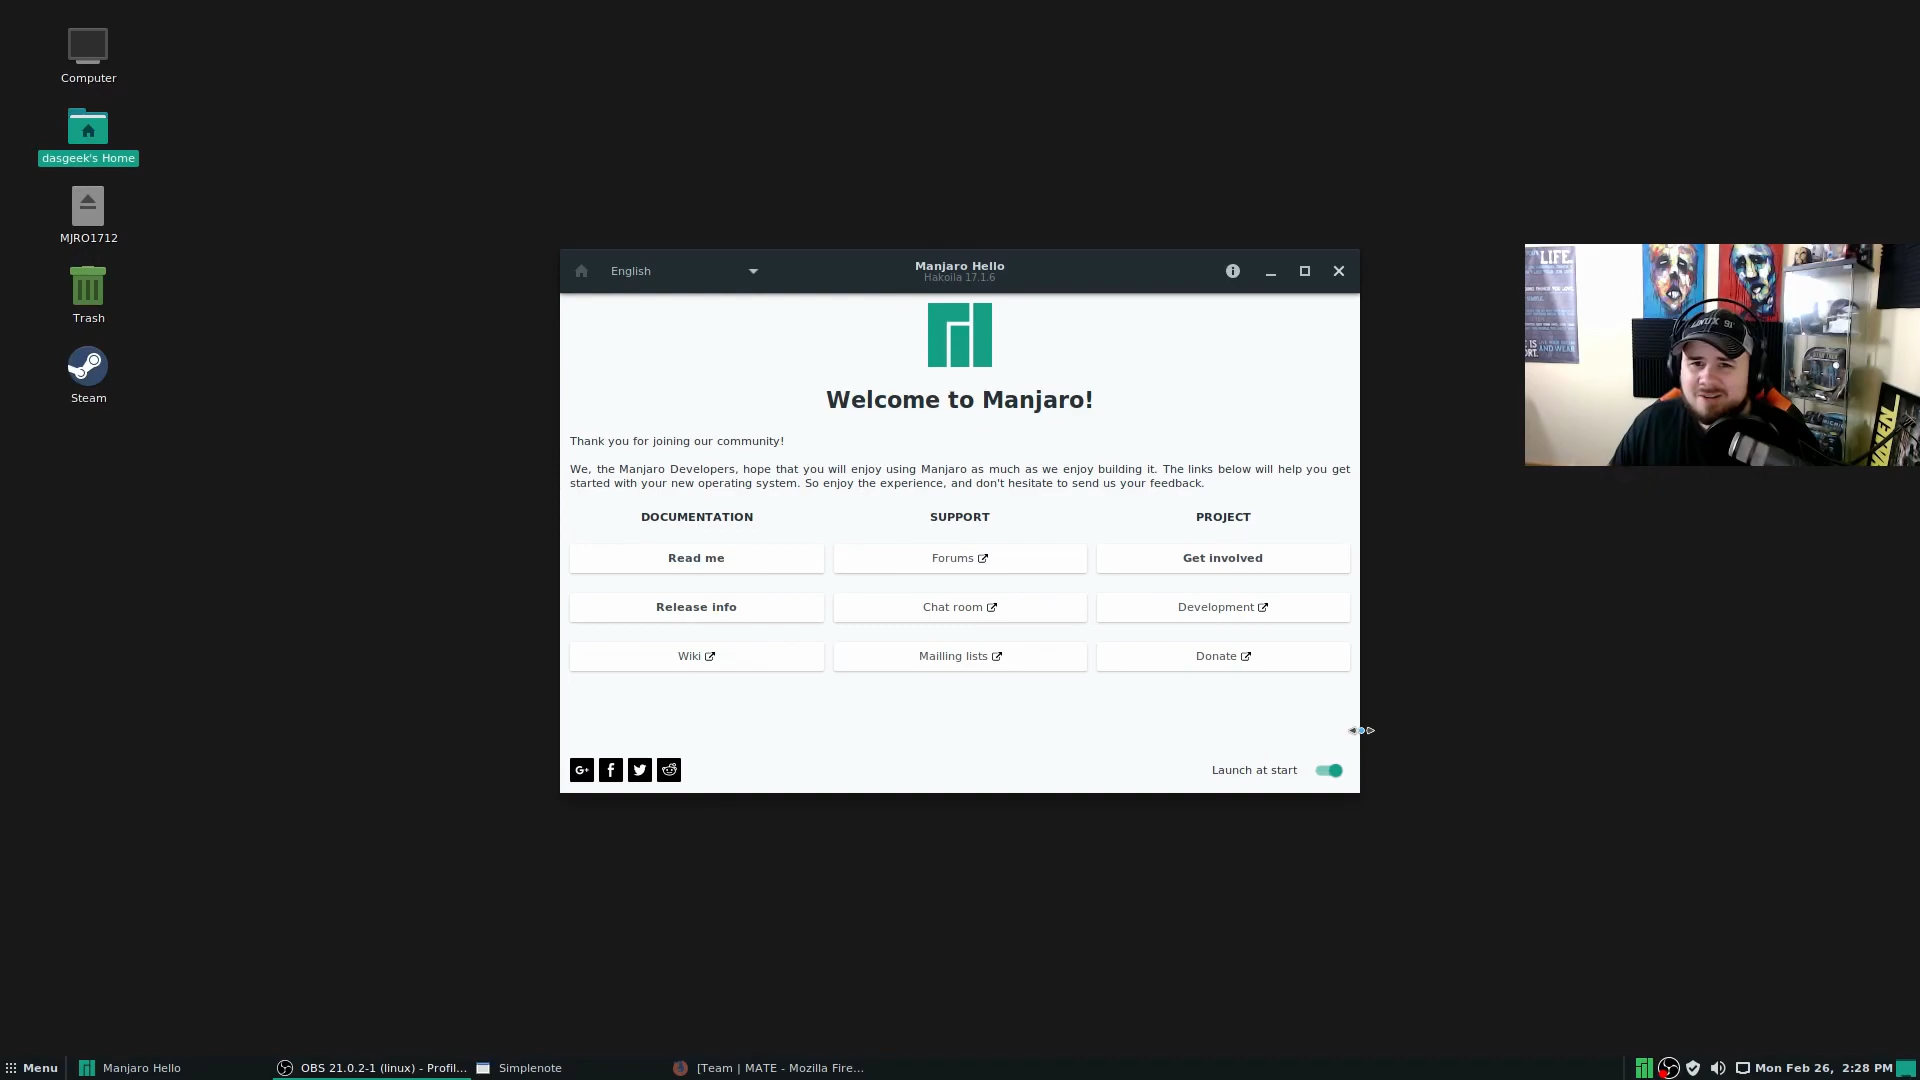 Computer
dasgeek's Home
MJRO1712
Trash
Steam
English
Manjaro Hello
Hakoila 17.1.6
Welcome to Manjaro!
Thank you for joining our community!
We, the Manjaro Developers, hope that you will enjoy using Manjaro as much as we enjoy building it. The links below will help you get
started with your new operating system. So enjoy the experience, and don't hesitate to send us your feedback.
DOCUMENTATION
SUPPORT
PROJECT
Read me
Forums
Get involved
Release info
Chat room
Development
Wiki
Mailling lists
Donate
G+
Launch at start
LIFE
AND WEAR
LINUX
Menu
Manjaro Hello
OBS 21.0.2-1 (linux) - Profil...
Simplenote
[Team | MATE - Mozilla Fire...
Mon Feb 26, 2:28 PM